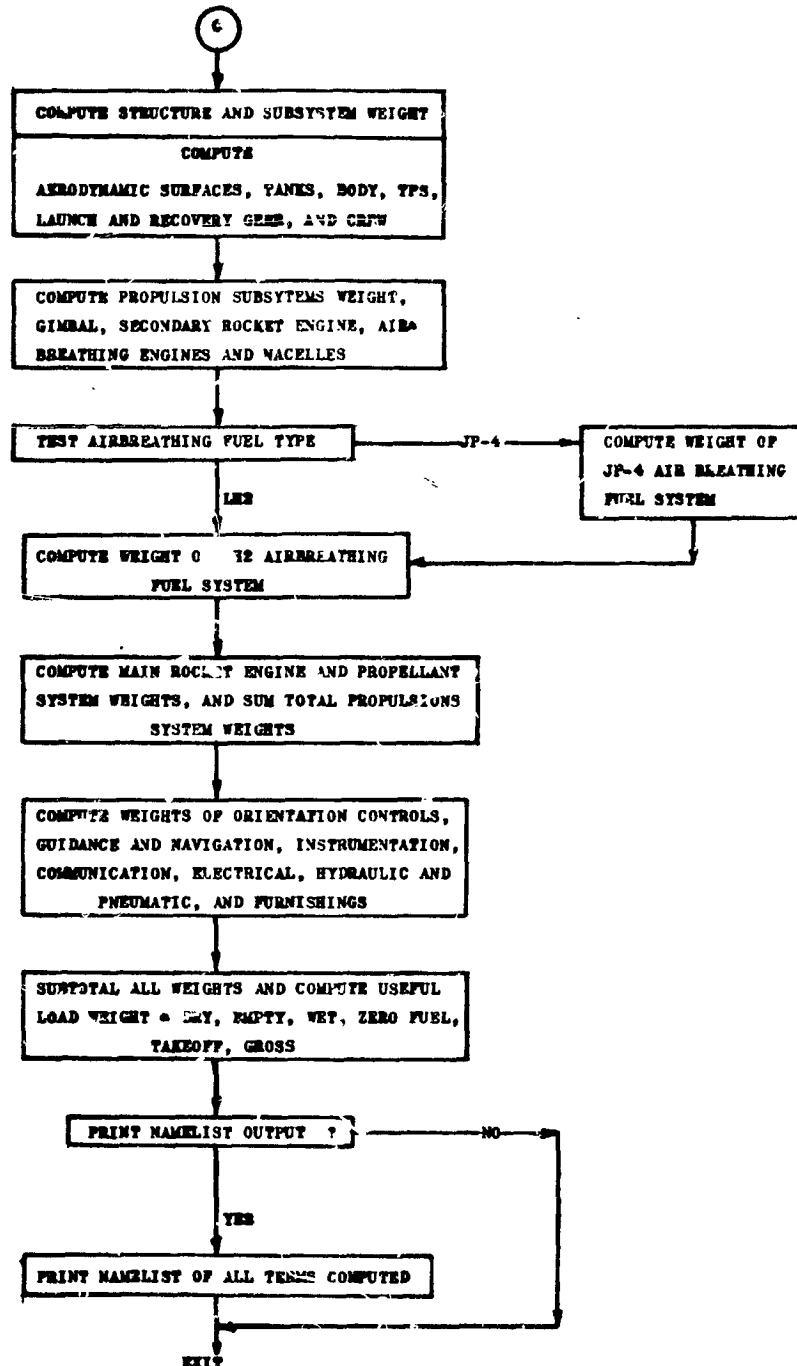 C
COMPUTE STRUCTURE AND SUBSYSTEM WEIGHT
COMPUTE
AERODYNAMIC SURFACES, TANKS, BODY, TPS,
LAUNCH AND RECOVERY GEAR, AND CREW
COMPUTE PROPULSION SUBSYTEMS WEIGHT,
GIMBAL, SECONDARY ROCKET ENGINE, AIR-
BREATHING ENGINES AND NACELLES
TEST AIRBREATHING FUEL TYPE
JP-4
COMPUTE WEIGHT OF
JP-4 AIR BREATHING
FUEL SYSTEM
LH2
COMPUTE WEIGHT O H2 AIRBREATHING
FUEL SYSTEM
COMPUTE MAIN ROCKET ENGINE AND PROPELLANT
SYSTEM WEIGHTS, AND SUM TOTAL PROPULSIONS
SYSTEM WEIGHTS
COMPUTE WEIGHTS OF ORIENTATION CONTROLS,
GUIDANCE AND NAVIGATION, INSTRUMENTATION,
COMMUNICATION, ELECTRICAL, HYDRAULIC AND
PNEUMATIC, AND FURNISHINGS
SUBTOTAL ALL WEIGHTS AND COMPUTE USEFUL
LOAD WEIGHT = DRY, EMPTY, WET, ZERO FUEL,
TAKEOFF, GROSS
PRINT NAMELIST OUTPUT ?
NO
YES
PRINT NAMELIST OF ALL TERMS COMPUTED
EXIT